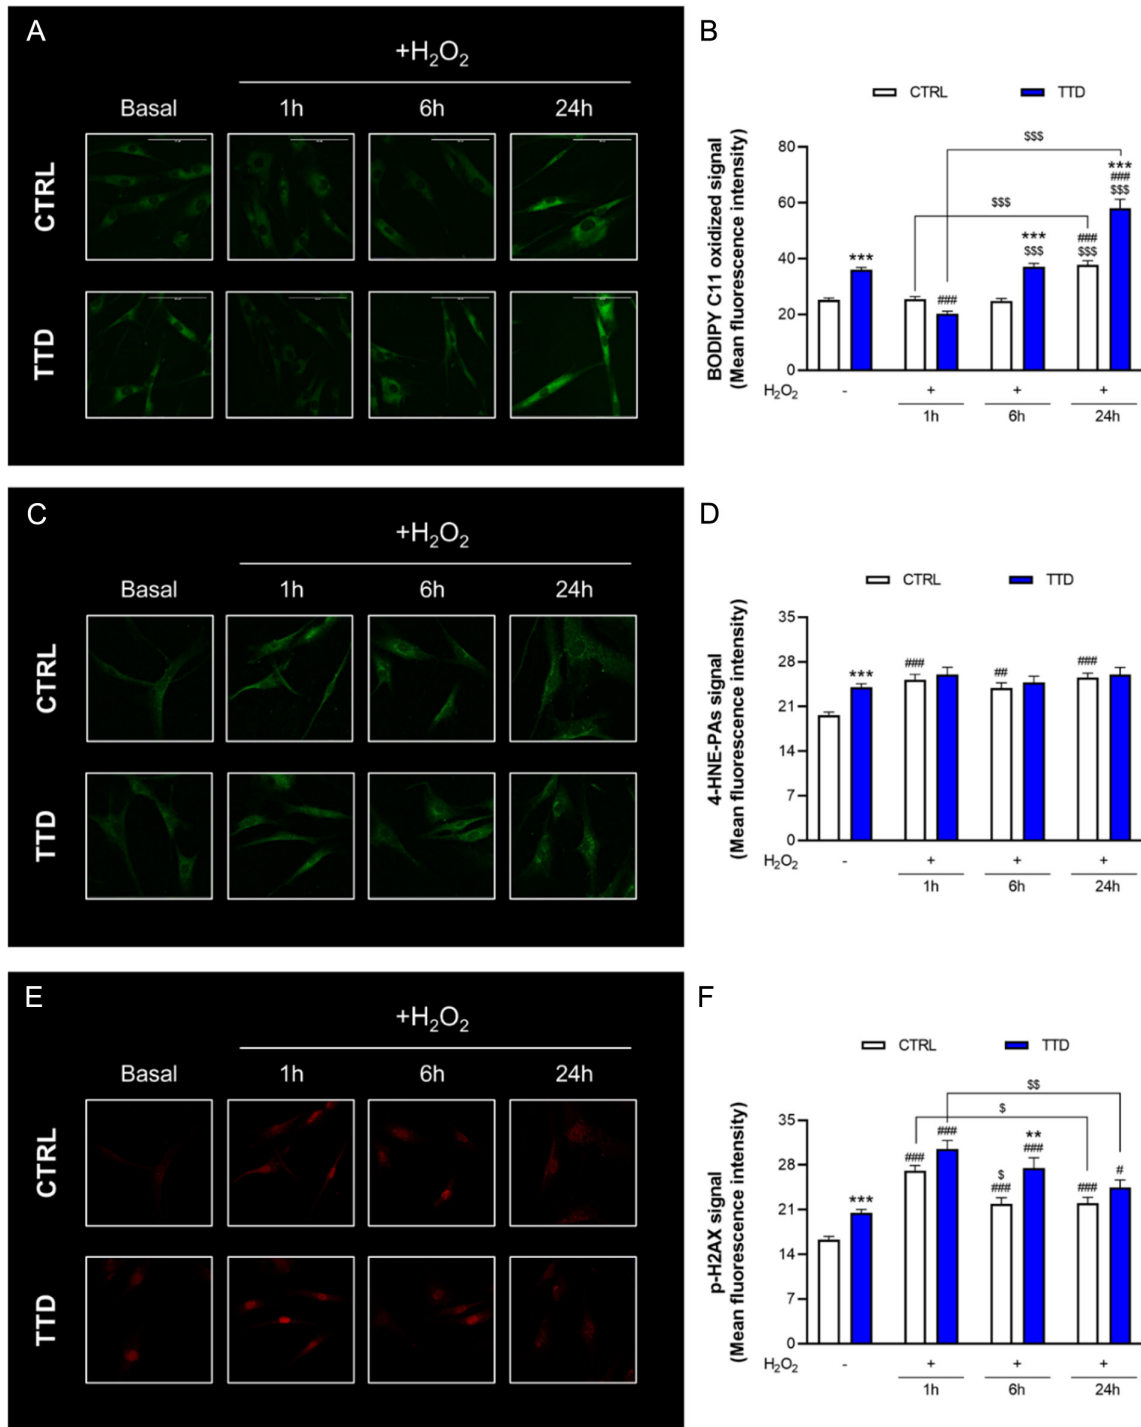 A
+H₂O₂
Basal 1h 6h 24h
CTRL
TTD
B
CTRL TTD
BODIPY C11 oxidized signal
(Mean fluorescence intensity)
80
60
40
20
0
***
###
***
$$$
###
$$$
***
###
$$$
$$$
$$$
H₂O₂ - + + +
1h 6h 24h
C
+H₂O₂
Basal 1h 6h 24h
CTRL
TTD
D
CTRL TTD
4-HNE-PAs signal
(Mean fluorescence intensity)
35
28
21
14
7
0
***
###
##
###
H₂O₂ - + + +
1h 6h 24h
E
+H₂O₂
Basal 1h 6h 24h
CTRL
TTD
F
CTRL TTD
p-H2AX signal
(Mean fluorescence intensity)
35
28
21
14
7
0
***
###
###
$
###
**
###
###
#
$
$$
H₂O₂ - + + +
1h 6h 24h